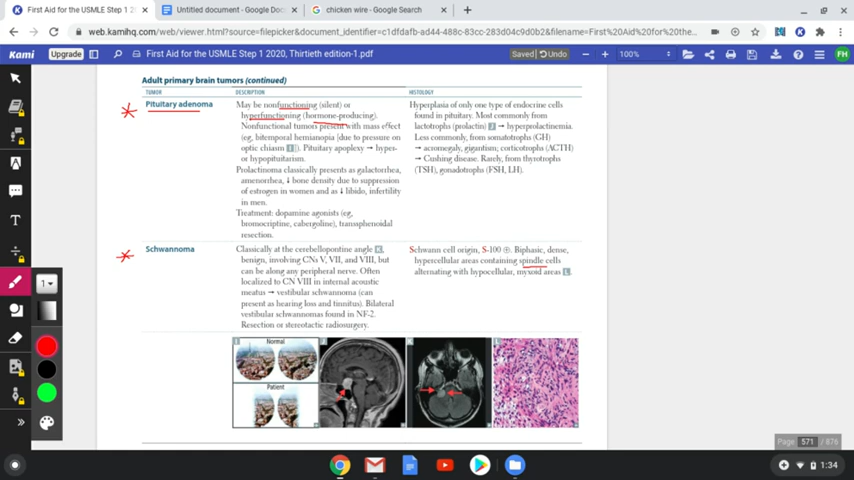 First Aid for the USMLE Step 1 2
Untitled document - Google Doc
chicken wire - Google Search
web.kamihq.com/web/viewer.html?source=filepicker&document_identifier=c1fdfafd-ad44-488c-83cc-283d04c9d0b2&filename=First%20Aid%20for%20the...
FH
Kami
Upgrade
First Aid for the USMLE Step 1 2020, Thirtieth edition-1.pdf
Saved
Undo
100%
Adult primary brain tumors (continued)
TUMOR DESCRIPTION HISTOLOGY
Pituitary adenoma
May be nonfunctioning (silent) or
hyperfunctioning (hormone-producing).
Nonfunctional tumors present with mass effect
(eg, bitemporal hemianopia [due to pressure on
optic chiasm I]). Pituitary apoplexy → hyper-
or hypopituitarism.
Prolactinoma classically presents as galactorrhea,
amenorrhea, ↓ bone density due to suppression
of estrogen in women and as ↓ libido, infertility
in men.
Treatment: dopamine agonists (eg,
bromocriptine, cabergoline), transsphenoidal
resection.
Hyperplasia of only one type of endocrine cells
found in pituitary. Most commonly from
lactotrophs (prolactin) J → hyperprolactinemia.
Less commonly, from somatotrophs (GH)
→ acromegaly, gigantism; corticotrophs (ACTH)
→ Cushing disease. Rarely, from thyrotrophs
(TSH), gonadotrophs (FSH, LH).
Schwannoma
Classically at the cerebellopontine angle K,
benign, involving CNs V, VII, and VIII, but
can be along any peripheral nerve. Often
localized to CN VIII in internal acoustic
meatus → vestibular schwannoma (can
present as hearing loss and tinnitus). Bilateral
vestibular schwannomas found in NF-2.
Resection or stereotactic radiosurgery.
Schwann cell origin, S-100 ⊕. Biphasic, dense,
hypercellular areas containing spindle cells
alternating with hypocellular, myxoid areas L.
I
Normal
J
K
L
Patient
T
1
Page 571 / 876
1:34